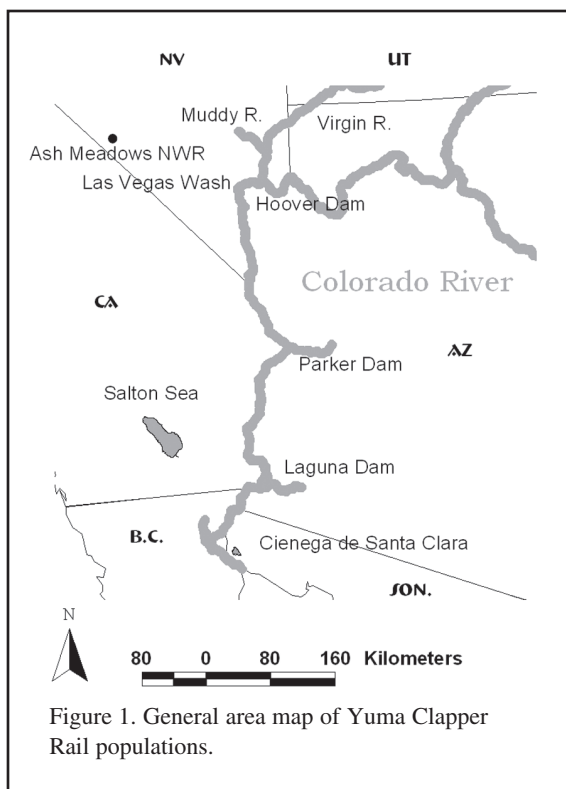 NV
UT
Muddy R.
Virgin R.
Ash Meadows NWR
Las Vegas Wash
Hoover Dam
Colorado River
CA
AZ
Parker Dam
Salton Sea
Laguna Dam
B.C.
Cienega de Santa Clara
SON.
N
80 0 80 160 Kilometers
Figure 1. General area map of Yuma Clapper
Rail populations.